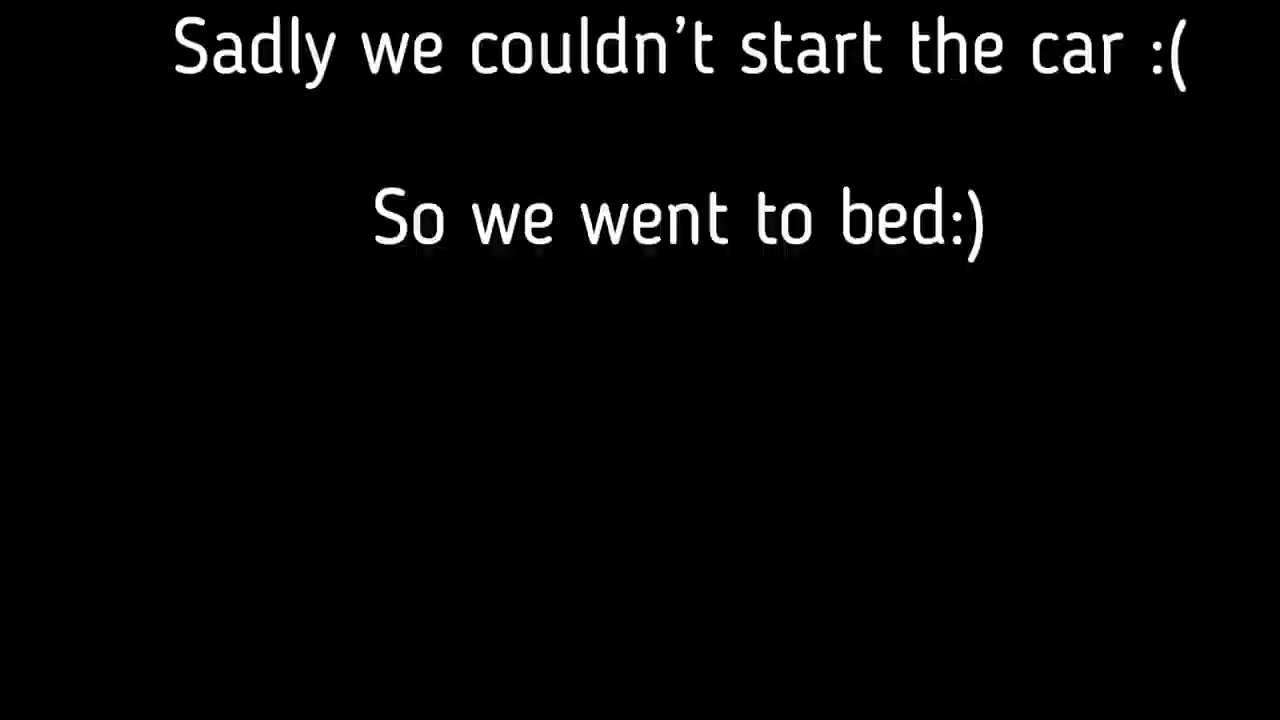 Sadly we couldn’t start the car :(
So we went to bed:)